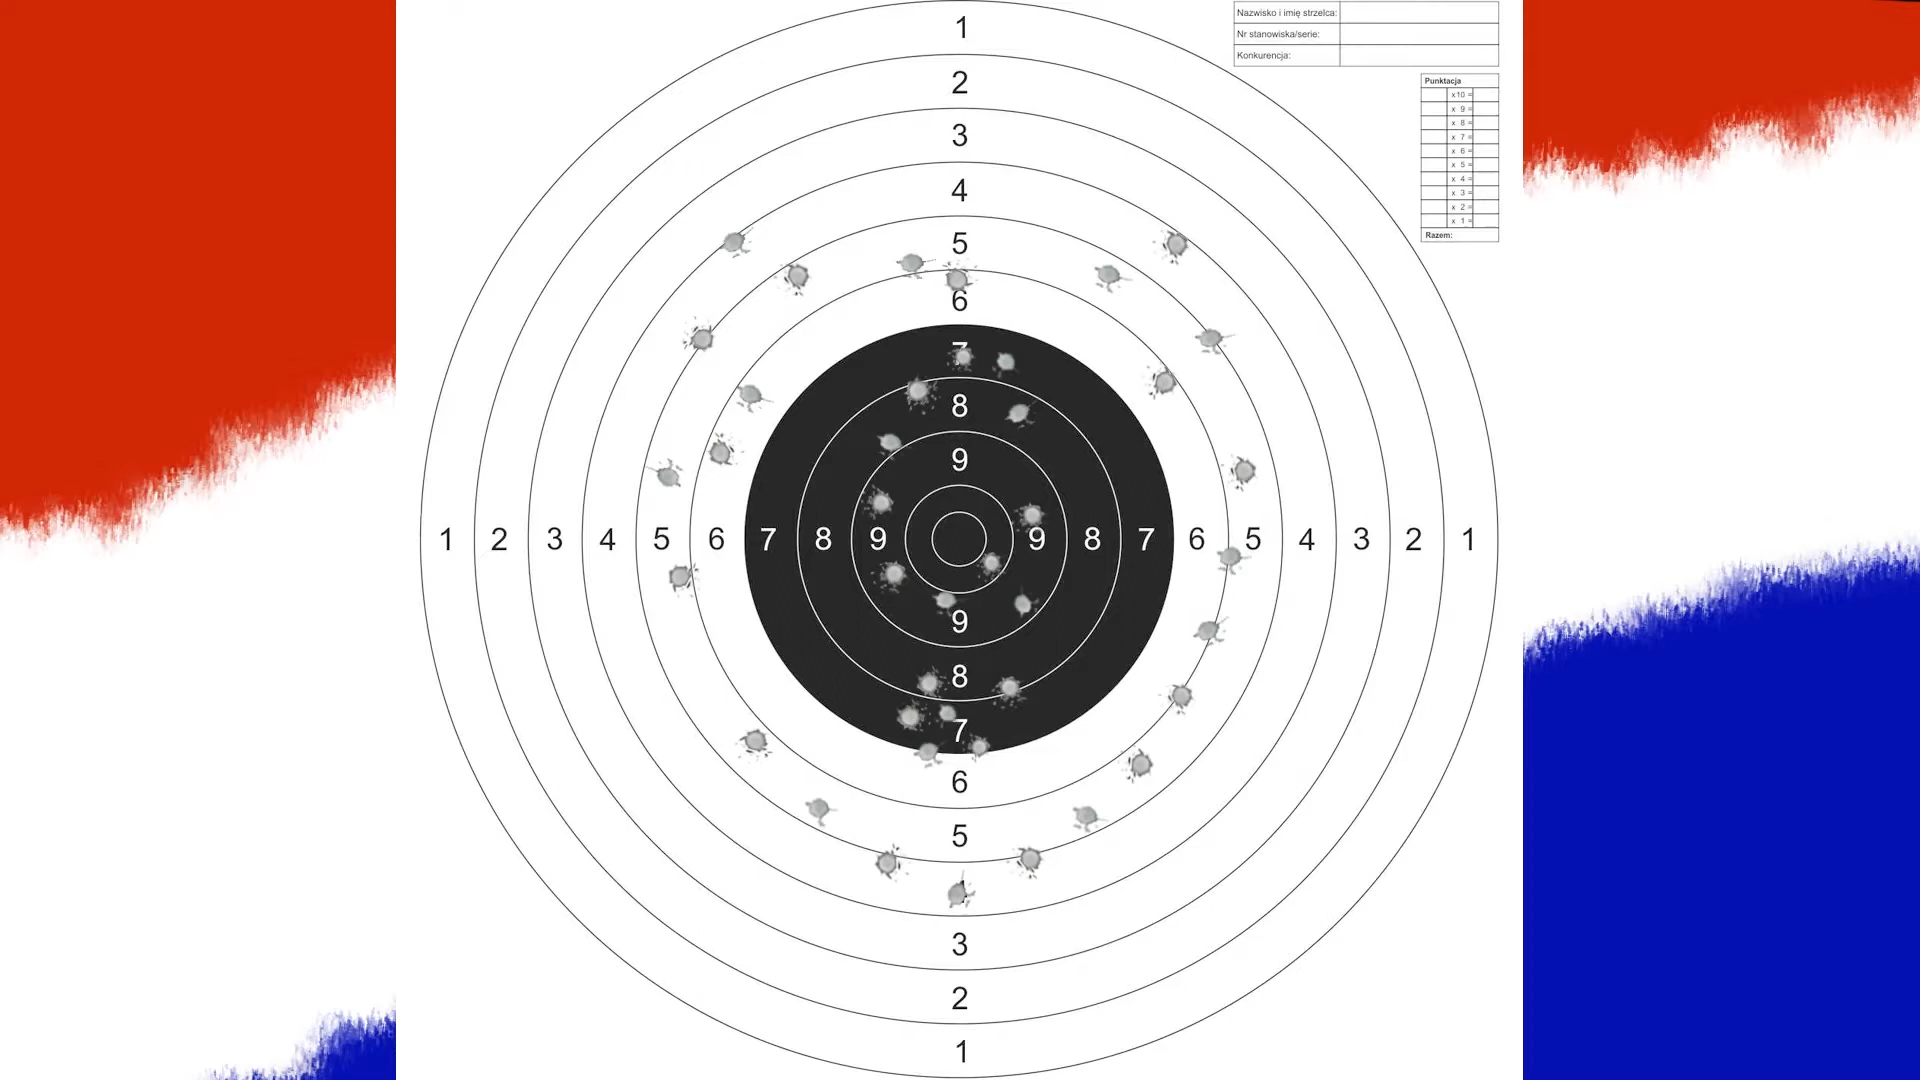 Nazwisko i imię strzelca:
Nr stanowiska/serie:
Konkurencja:
Punktacja
x 10 =
x 9 =
x 8 =
x 7 =
x 6 =
x 5 =
x 4 =
x 3 =
x 2 =
x 1 =
Razem:
1
2
3
4
5
6
7
8
9
1 2 3 4 5 6 7 8 9 9 8 7 6 5 4 3 2 1
9
8
7
6
5
4
3
2
1